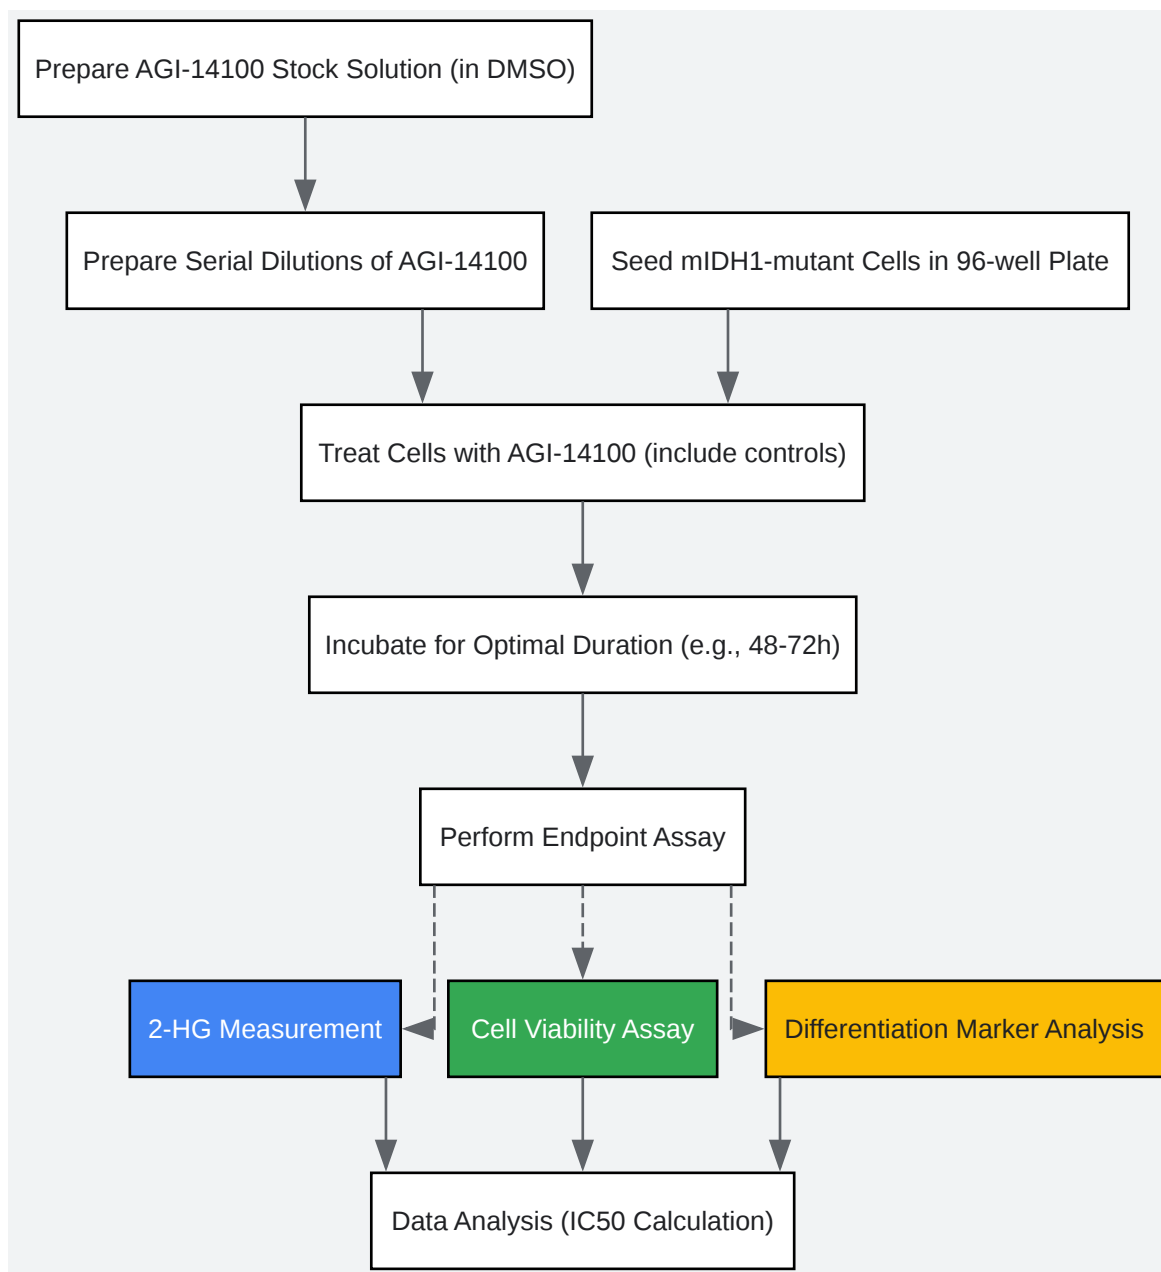 Prepare AGI-14100 Stock Solution (in DMSO)
Prepare Serial Dilutions of AGI-14100
Seed mIDH1-mutant Cells in 96-well Plate
Treat Cells with AGI-14100 (include controls)
Incubate for Optimal Duration (e.g., 48-72h)
Perform Endpoint Assay
2-HG Measurement
Cell Viability Assay
Differentiation Marker Analysis
Data Analysis (IC50 Calculation)